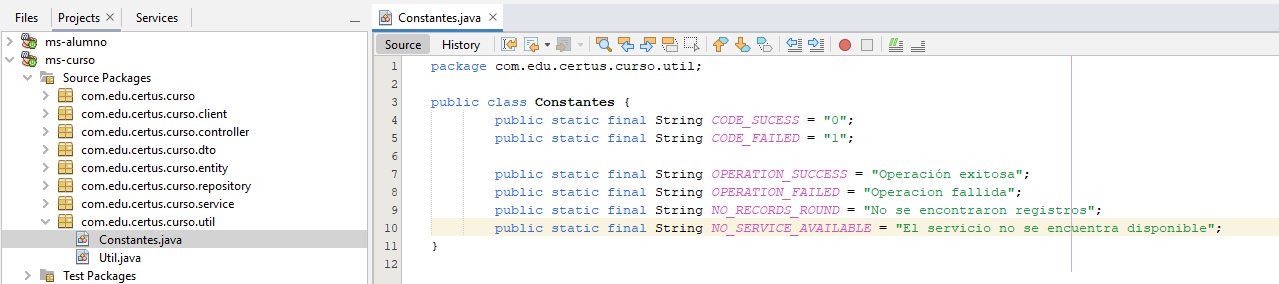 Files Projects Services
ms-alumno
ms-curso
Source Packages
com.edu.certus.curso
com.edu.certus.curso.client
com.edu.certus.curso.controller
com.edu.certus.curso.dto
com.edu.certus.curso.entity
com.edu.certus.curso.repository
com.edu.certus.curso.service
com.edu.certus.curso.util
Constantes.java
Util.java
Test Packages
Constantes.java
Source History
1 package com.edu.certus.curso.util;
2
3 public class Constantes {
4 public static final String CODE_SUCESS = "0";
5 public static final String CODE_FAILED = "1";
6
7 public static final String OPERATION_SUCCESS = "Operación exitosa";
8 public static final String OPERATION_FAILED = "Operacion fallida";
9 public static final String NO_RECORDS_ROUND = "No se encontraron registros";
10 public static final String NO_SERVICE_AVAILABLE = "El servicio no se encuentra disponible";
11 }
12